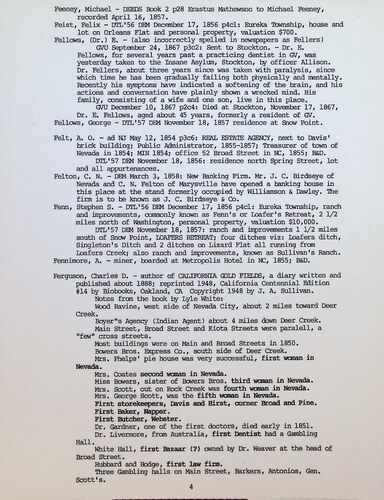 Feeney, Michael - DEEDS Book 2 p28 Erastus Mathewson to Michael Feeney,
recorded April 16, 1857.
Feist, Felix - DTL'56 DEM December 17, 1856 p4c1: Eureka Township, house and
lot on Orleans Flat and personal property, valuation $700.
Fellows, (Dr.) E. - (also incorrectly spelled in newspapers as Fellers)
GVU September 24, 1867 p3c2: Sent to Stockton. - Dr. E.
Fellows, for several years past a practicing dentist in GV, was
yesterday taken to the Insane Asylum, Stockton, by officer Allison.
Dr. Fellers, about three years since was taken with paralysis, since
which time he has been gradually failing both physically and mentally.
Recently his symptoms have indicated a softening of the brain, and his
actions and conversation have plainly shown a wrecked mind. His
family, consisting of a wife and one son, live in this place.
GVU December 10, 1867 p2c4: Died at Stockton, November 17, 1867,
Dr. E. Fellows, aged about 45 years, formerly a resident of GV.
Fellows, George - DTL'57 DEM November 18, 1857 residence at Snow Point.
Felt, A. O. - ad NJ May 12, 1854 p3c6: REAL ESTATE AGENCY, next to Davis'
brick building; Public Administrator, 1855-1857; Treasurer of town of
Nevada in 1854; MIN 1854; office 52 Broad Street in NC, 1855; B&D.
DTL'57 DEM November 18, 1856: residence north Spring Street, lot
and all appurtenances.
Felton, C. N. - DEM March 3, 1858: New Banking Firm. Mr. J. C. Birdseye of
Nevada and C. N. Felton of Marysville have opened a banking house in
this place at the stand formerly occupied by Williamson & Dawley. The
firm is to be known as J. C. Birdseye & Co.
Fenn, Stephen S. - DTL'56 DEM December 17, 1856 p4c1: Eureka Township, ranch
and improvements, commonly known as Fenn's or Loafer's Retreat, 2 1/2
miles north of Washington, personal property, valuation $10,000.
DTL'57 DEM November 18, 1857: ranch and improvements 1 1/2 miles
south of Snow Point, LOAFERS RETREAT; four ditches viz: Loafers ditch,
Singleton's Ditch and 2 ditches on Lizard Flat all running from
Loafers Creek; also ranch and improvements, known as Sullivan's Ranch.
Fennimore, A. - miner, boarded at Metropolis Hotel in NC, 1855; B&D.
Ferguson, Charles D. - author of CALIFORNIA GOLD FIELDS, a diary written and
published about 1888; reprinted 1948, California Centennial Edition
#14 by Biobooks, Oakland, CA Copyright 1948 by J. A. Sullivan.
Notes from the book by Lyle White:
Wood Ravine, west side of Nevada City, about 2 miles toward Deer
Creek.
Boyer"s Agency (Indian Agent) about 4 miles down Deer Creek.
Main Street, Broad Street and Kiota Streets were paralell, a
"few" cross streets.
Most buildings were on Main and Broad Streets in 1850.
Bowers Bros. Express Co., south side of Deer Creek.
Mrs. Phelps' pie house was very successful, first woman in
Nevada.
Mrs. Coates second woman in Nevada.
Miss Bowers, sister of Bowers Bros. third woman in Nevada.
Mrs. Scott, out on Rock Creek was fourth woman in Nevada.
Mrs. George Scott, was the fifth woman in Nevada.
First storekeepers, Davis and Hirst, corner Broad and Pine.
First Baker, Napper.
First Butcher, Webster.
Dr. Gardner, one of the first doctors, died early in 1851.
Dr. Livermore, from Australia, first Dentist had a Gambling
Hall.
White Hall, first Bazaar (?) owned by Dr. Weaver at the head of
Broad Street.
Hubbard and Hodge, first law firm.
Three Gambling halls on Main Street, Barkers, Antonios, Gen.
Scott's.
4